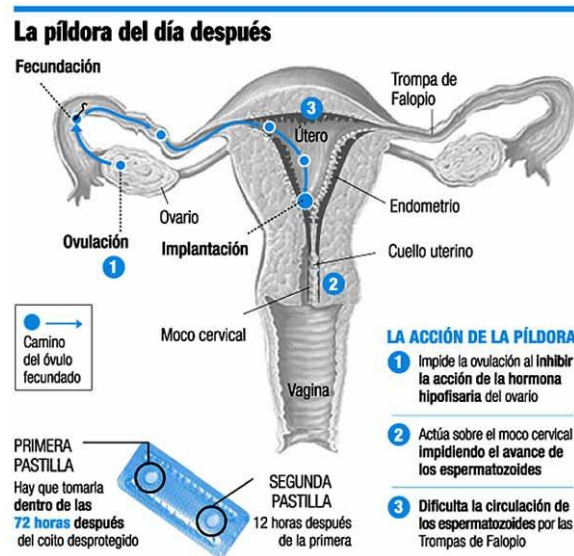 La píldora del día después
Fecundación
Trompa de
Falopio
3
Útero
Ovario
Endometrio
Ovulación
1
Implantación
Cuello uterino
2
Moco cervical
Camino
del óvulo
fecundado
Vagina
LA ACCIÓN DE LA PÍLDORA
1 Impide la ovulación al inhibir
la acción de la hormona
hipofisaria del ovario
2 Actúa sobre el moco cervical
impidiendo el avance de
los espermatozoides
3 Dificulta la circulación de
los espermatozoides por las
Trompas de Falopio
PRIMERA
PASTILLA
Hay que tomarla
dentro de las
72 horas después
del coito desprotegido
SEGUNDA
PASTILLA
12 horas después
de la primera